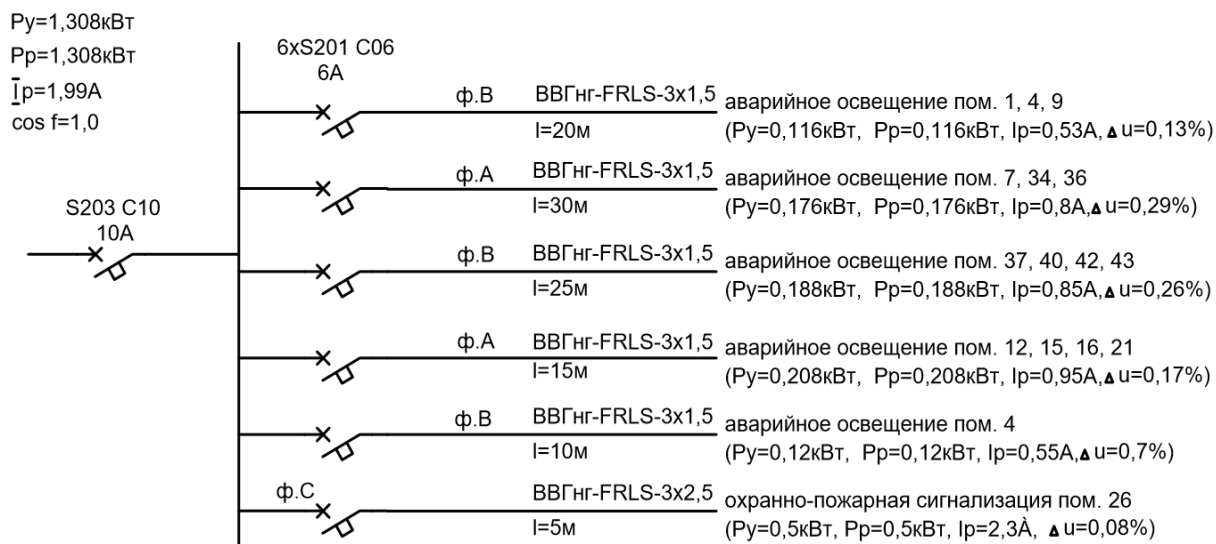 Ру=1,308кВт
Рр=1,308кВт
Iр=1,99А
cos f=1,0
S203 C10
10А
6хS201 C06
6А
ф.В
ВВГнг-FRLS-3х1,5
l=20м
аварийное освещение пом. 1, 4, 9
(Ру=0,116кВт, Рр=0,116кВт, Iр=0,53А, Δ u=0,13%)
ф.А
ВВГнг-FRLS-3х1,5
l=30м
аварийное освещение пом. 7, 34, 36
(Ру=0,176кВт, Рр=0,176кВт, Iр=0,8А, Δ u=0,29%)
ф.В
ВВГнг-FRLS-3х1,5
l=25м
аварийное освещение пом. 37, 40, 42, 43
(Ру=0,188кВт, Рр=0,188кВт, Iр=0,85А, Δ u=0,26%)
ф.А
ВВГнг-FRLS-3х1,5
l=15м
аварийное освещение пом. 12, 15, 16, 21
(Ру=0,208кВт, Рр=0,208кВт, Iр=0,95А, Δ u=0,17%)
ф.В
ВВГнг-FRLS-3х1,5
l=10м
аварийное освещение пом. 4
(Ру=0,12кВт, Рр=0,12кВт, Iр=0,55А, Δ u=0,7%)
ф.С
ВВГнг-FRLS-3х2,5
l=5м
охранно-пожарная сигнализация пом. 26
(Ру=0,5кВт, Рр=0,5кВт, Iр=2,3À, Δ u=0,08%)